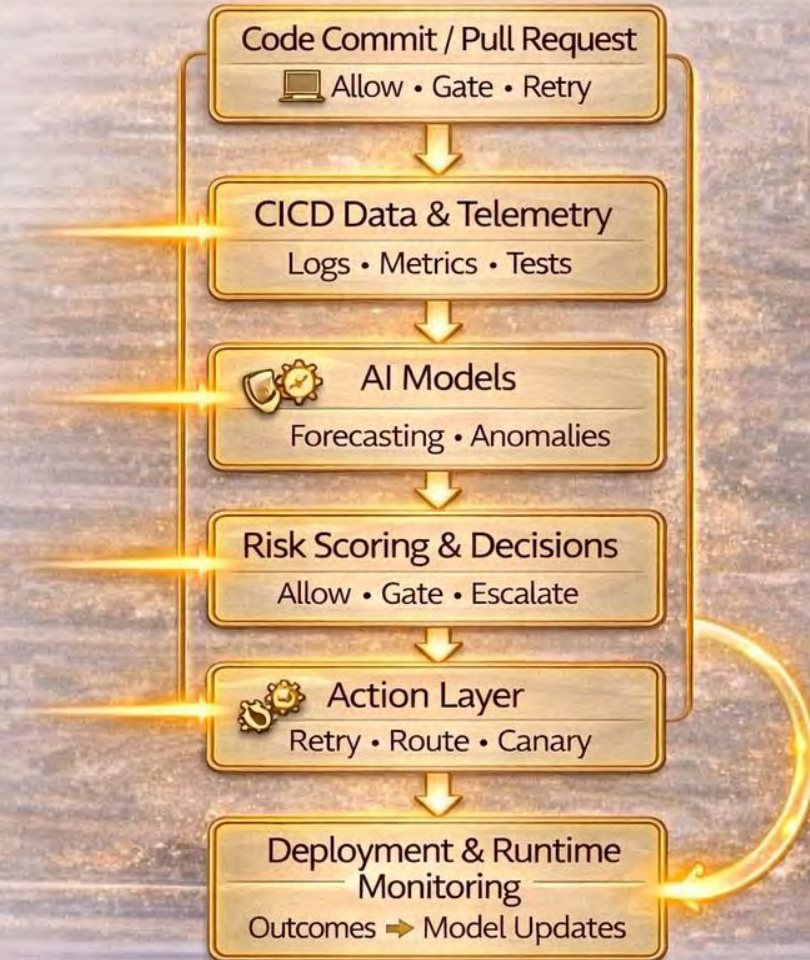 Code Commit / Pull Request
Allow • Gate • Retry
CICD Data & Telemetry
Logs • Metrics • Tests
AI Models
Forecasting • Anomalies
Risk Scoring & Decisions
Allow • Gate • Escalate
Action Layer
Retry • Route • Canary
Deployment & Runtime
Monitoring
Outcomes ➡ Model Updates